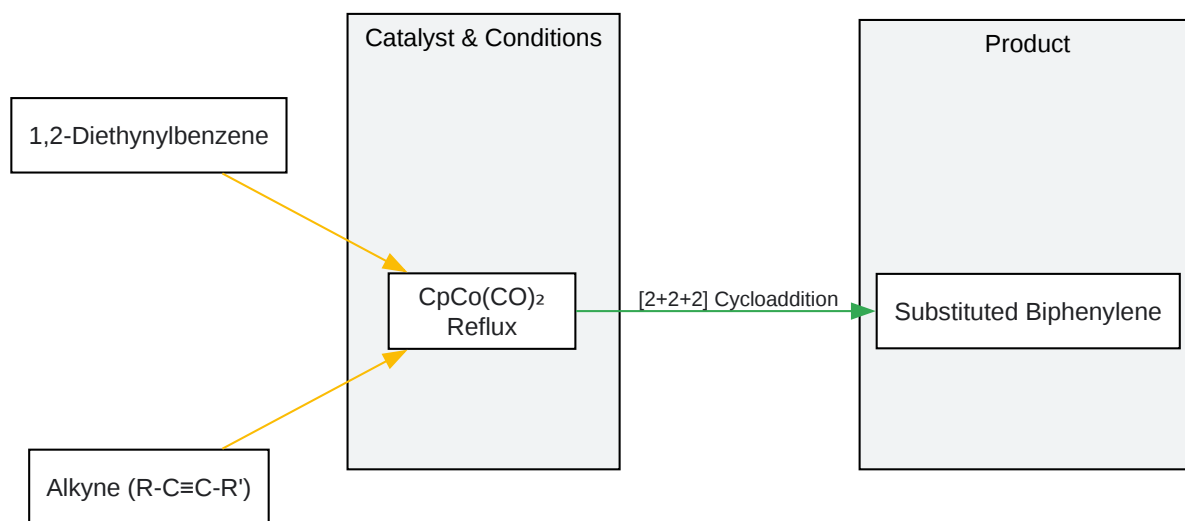 Catalyst & Conditions
Product
1,2-Diethynylbenzene
CpCo(CO)₂
Reflux
[2+2+2] Cycloaddition
Substituted Biphenylene
Alkyne (R-C≡C-R')